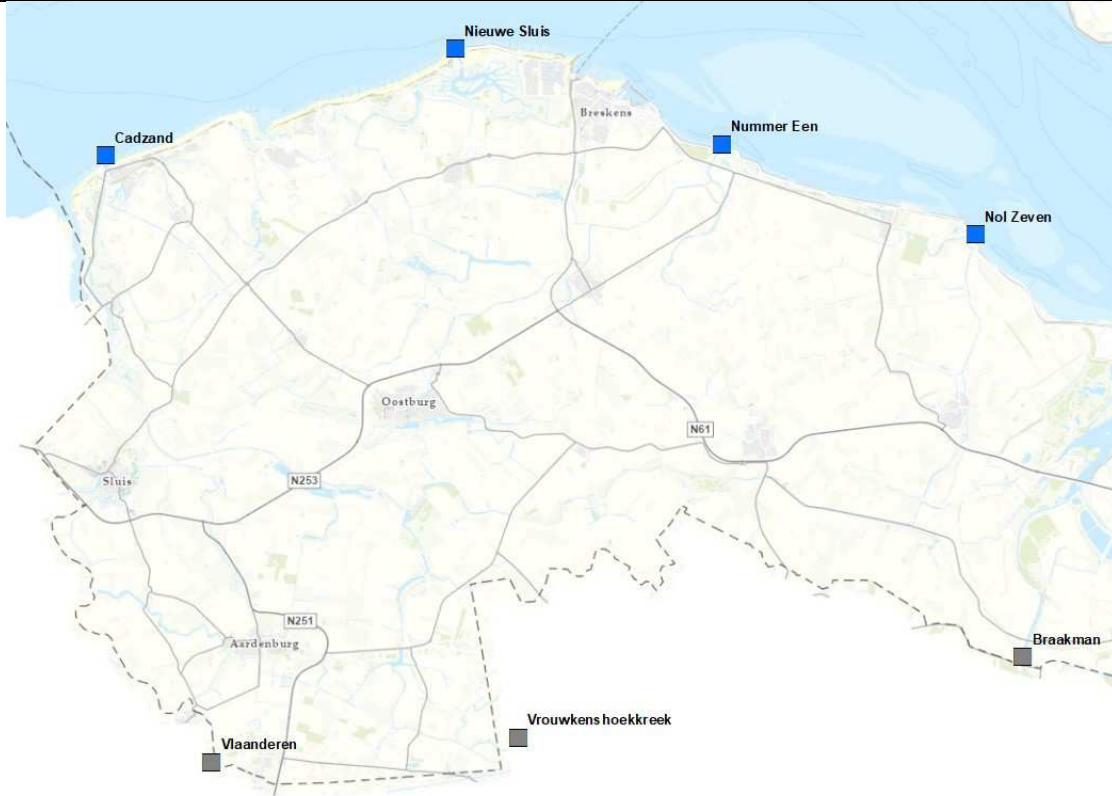 Nieuwe Sluis
Breskens
Cadzand
Nummer Een
Nol Zeven
Oostburg
N61
Sluis
N253
N251
Aardenburg
Braakman
Vrouwkenshoekkreek
Vlaanderen